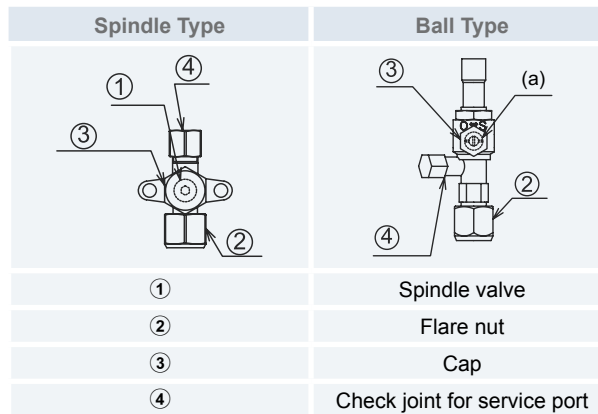 Spindle Type Ball Type
④ ③ (a)
①
③ O S
②
② ④
① Spindle valve
② Flare nut
③ Cap
④ Check joint for service port